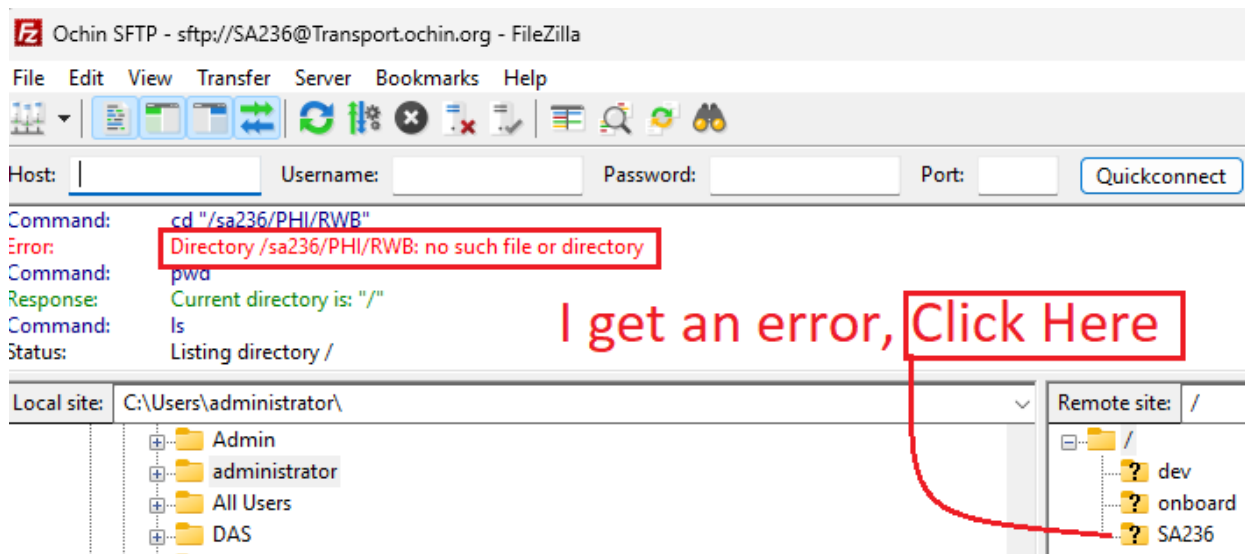 Ochin SFTP - sftp://SA236@Transport.ochin.org - FileZilla
File Edit View Transfer Server Bookmarks Help
Host: Username: Password: Port: Quickconnect
Command: cd "/sa236/PHI/RWB"
Error: Directory /sa236/PHI/RWB: no such file or directory
Command: pwd
Response: Current directory is: "/"
Command: ls
Status: Listing directory /
I get an error, Click Here
Local site: C:\Users\administrator\
Admin
administrator
All Users
DAS
Remote site: /
/
dev
onboard
SA236